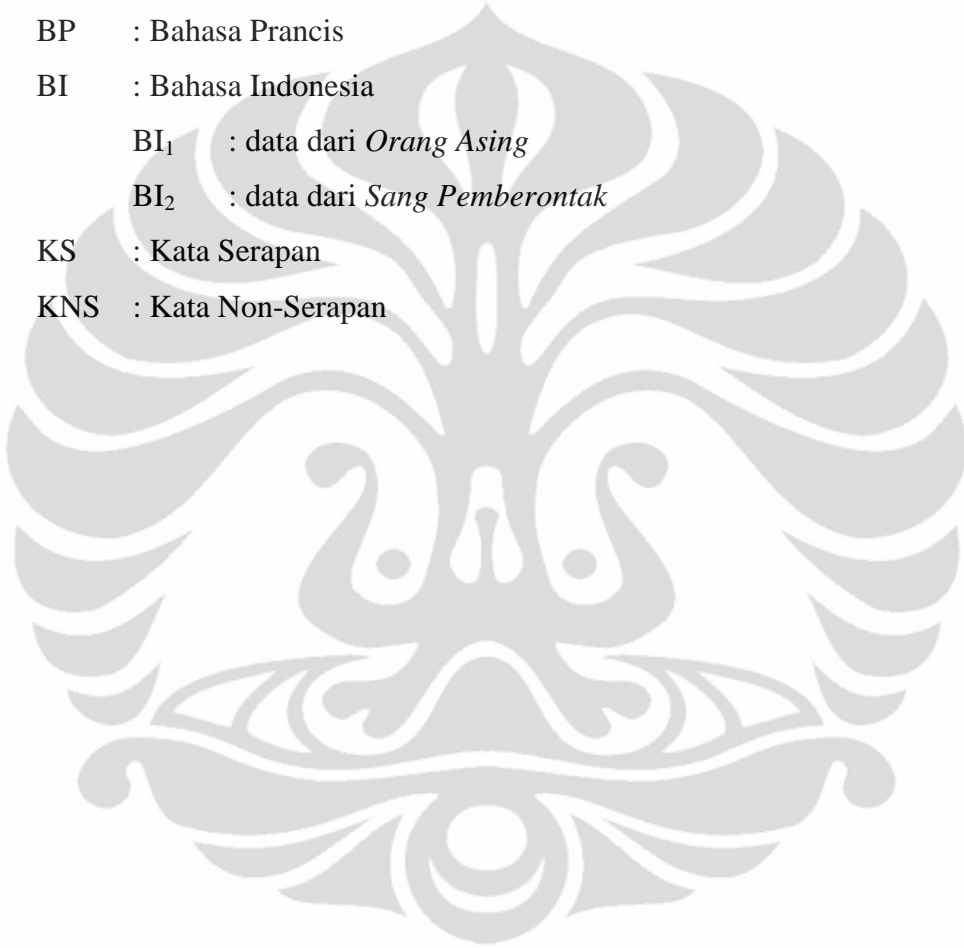 BP : Bahasa Prancis
BI : Bahasa Indonesia
BI₁ : data dari Orang Asing
BI₂ : data dari Sang Pemberontak
KS : Kata Serapan
KNS : Kata Non-Serapan